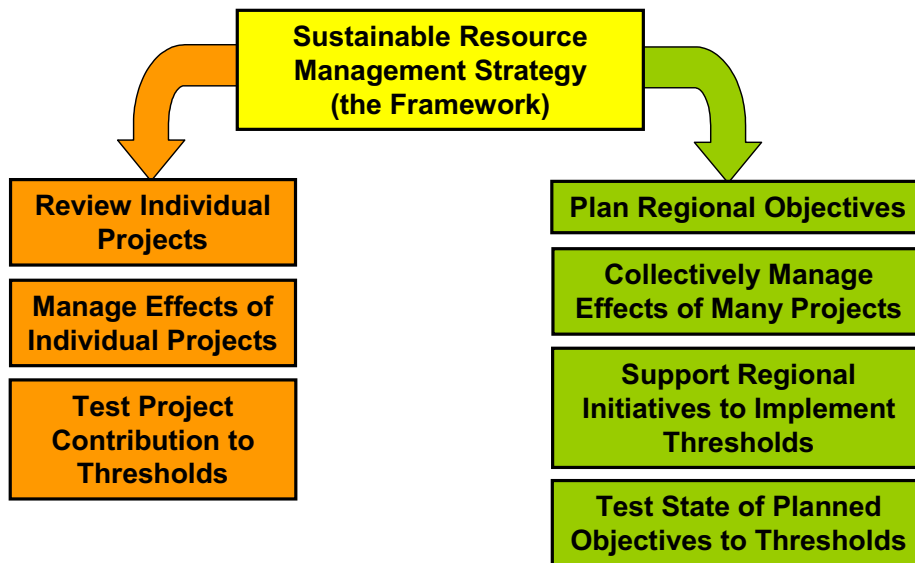 Sustainable Resource
Management Strategy
(the Framework)
Review Individual
Projects
Manage Effects of
Individual Projects
Test Project
Contribution to
Thresholds
Plan Regional Objectives
Collectively Manage
Effects of Many Projects
Support Regional
Initiatives to Implement
Thresholds
Test State of Planned
Objectives to Thresholds